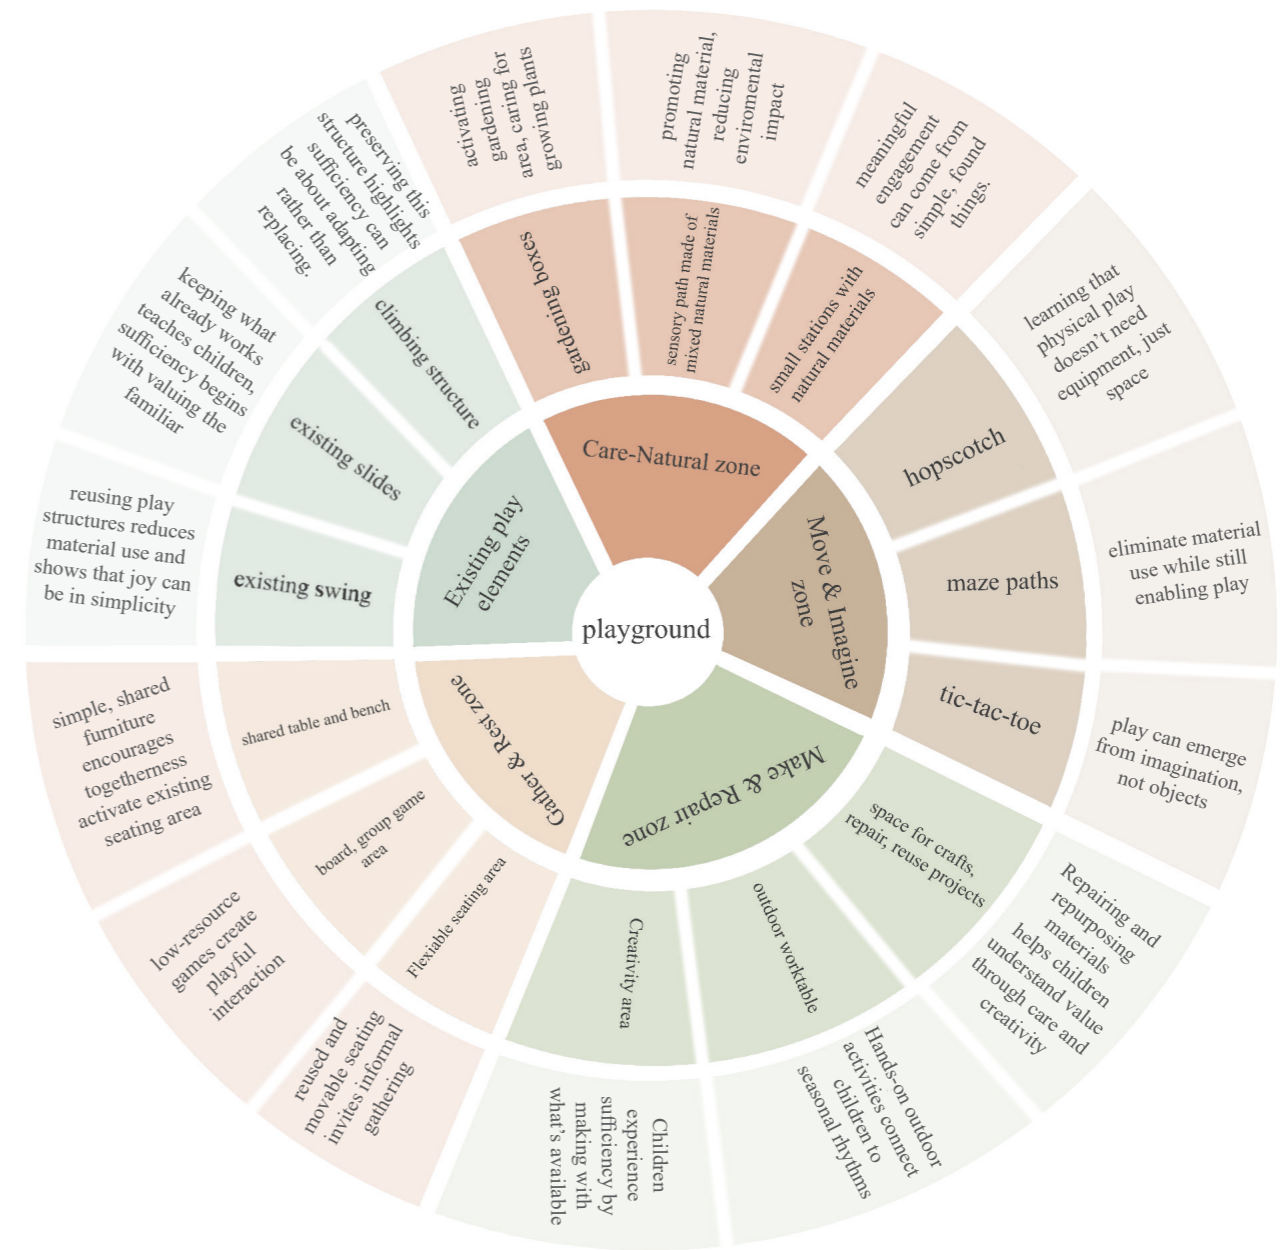 playground
Care-Natural zone
gardening boxes
activating
gardening
area, caring for
growing plants
sensory path made of
mixed natural materials
promoting
natural material,
reducing
enviromental
impact
small stations with
natural materials
meaningful
engagement
can come from
simple, found
things.
Move & Imagine
zone
hopscotch
learning that
physical play
doesn't need
equipment, just
space
maze paths
eliminate material
use while still
enabling play
tic-tac-toe
play can emerge
from imagination,
not objects
Make & Repair zone
space for crafts,
repair, reuse projects
Repairing and
repurposing
materials
helps children
understand value
through care and
creativity
outdoor worktable
Hands-on outdoor
activities connect
children to
seasonal rhythms
Creativity area
Children
experience
sufficiency by
making with
what's available
Gather & Rest zone
Flexiable seating area
reused and
movable seating
invites informal
gathering
board, group game
area
low-resource
games create
playful
interaction
shared table and bench
simple, shared
furniture
encourages
togetherness
activate existing
seating area
Existing play
elements
existing swing
reusing play
structures reduces
material use and
shows that joy can
be in simplicity
existing slides
keeping what
already works
teaches children,
sufficiency begins
with valuing the
familiar
climbing structure
preserving this
structure highlights
sufficiency can
be about adapting
rather than
replacing.